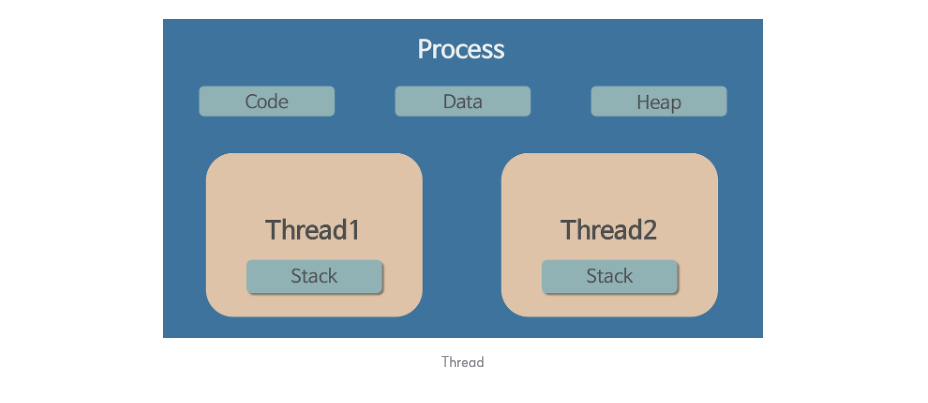 Process
Code Data Heap
Thread1 Thread2
Stack Stack
Thread